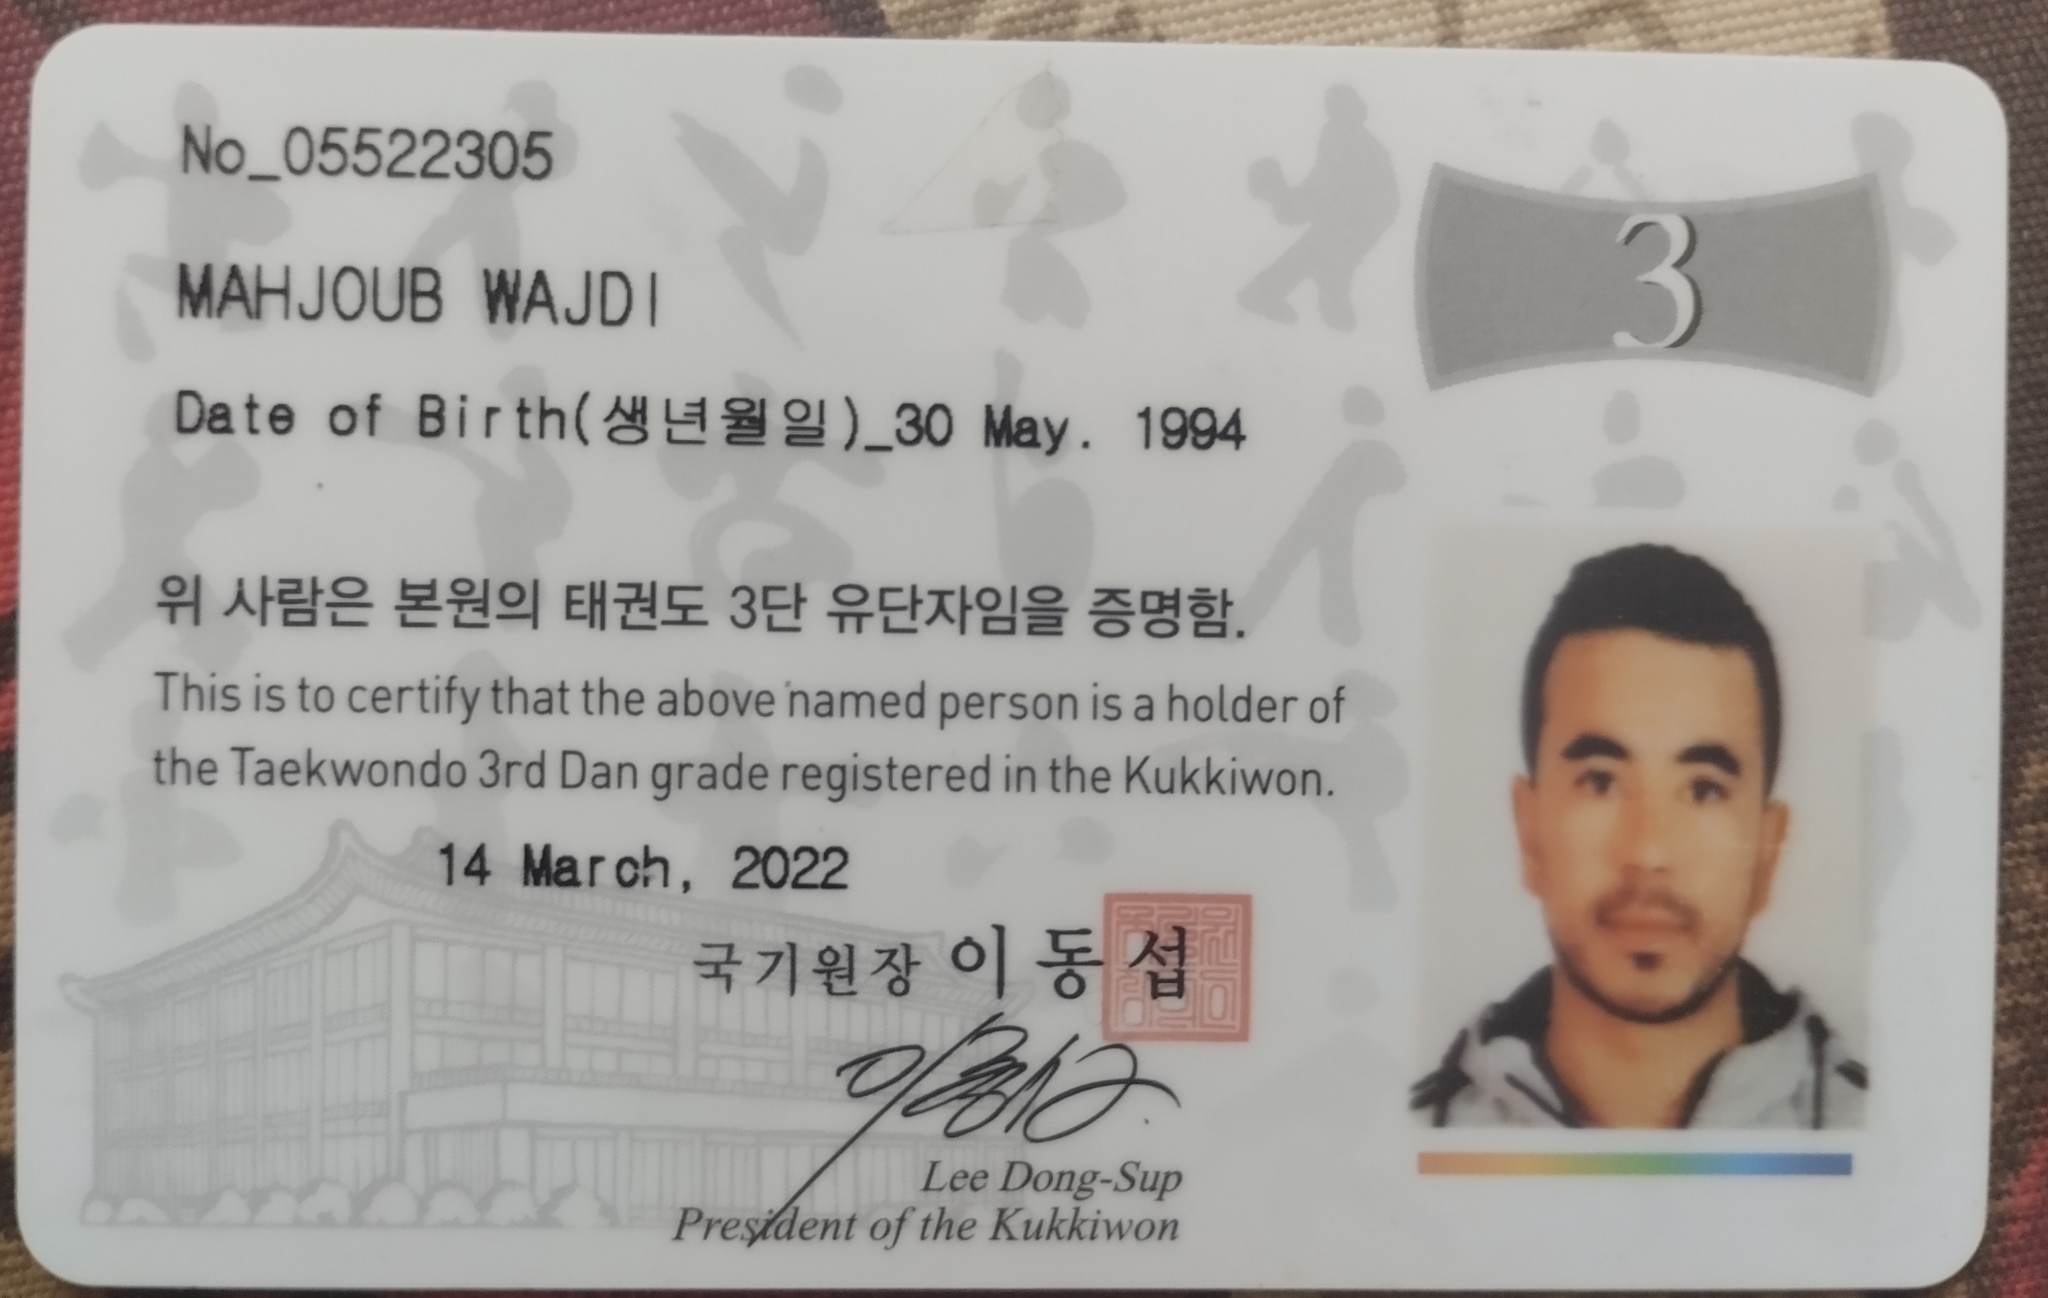 No_05522305
3
MAHJOUB WAJDI
Date of Birth(생년월일)_30 May. 1994
위 사람은 본원의 태권도 3단 유단자임을 증명함.
This is to certify that the above named person is a holder of
the Taekwondo 3rd Dan grade registered in the Kukkiwon.
14 March, 2022
국기원장 이동섭
Lee Dong-Sup
President of the Kukkiwon